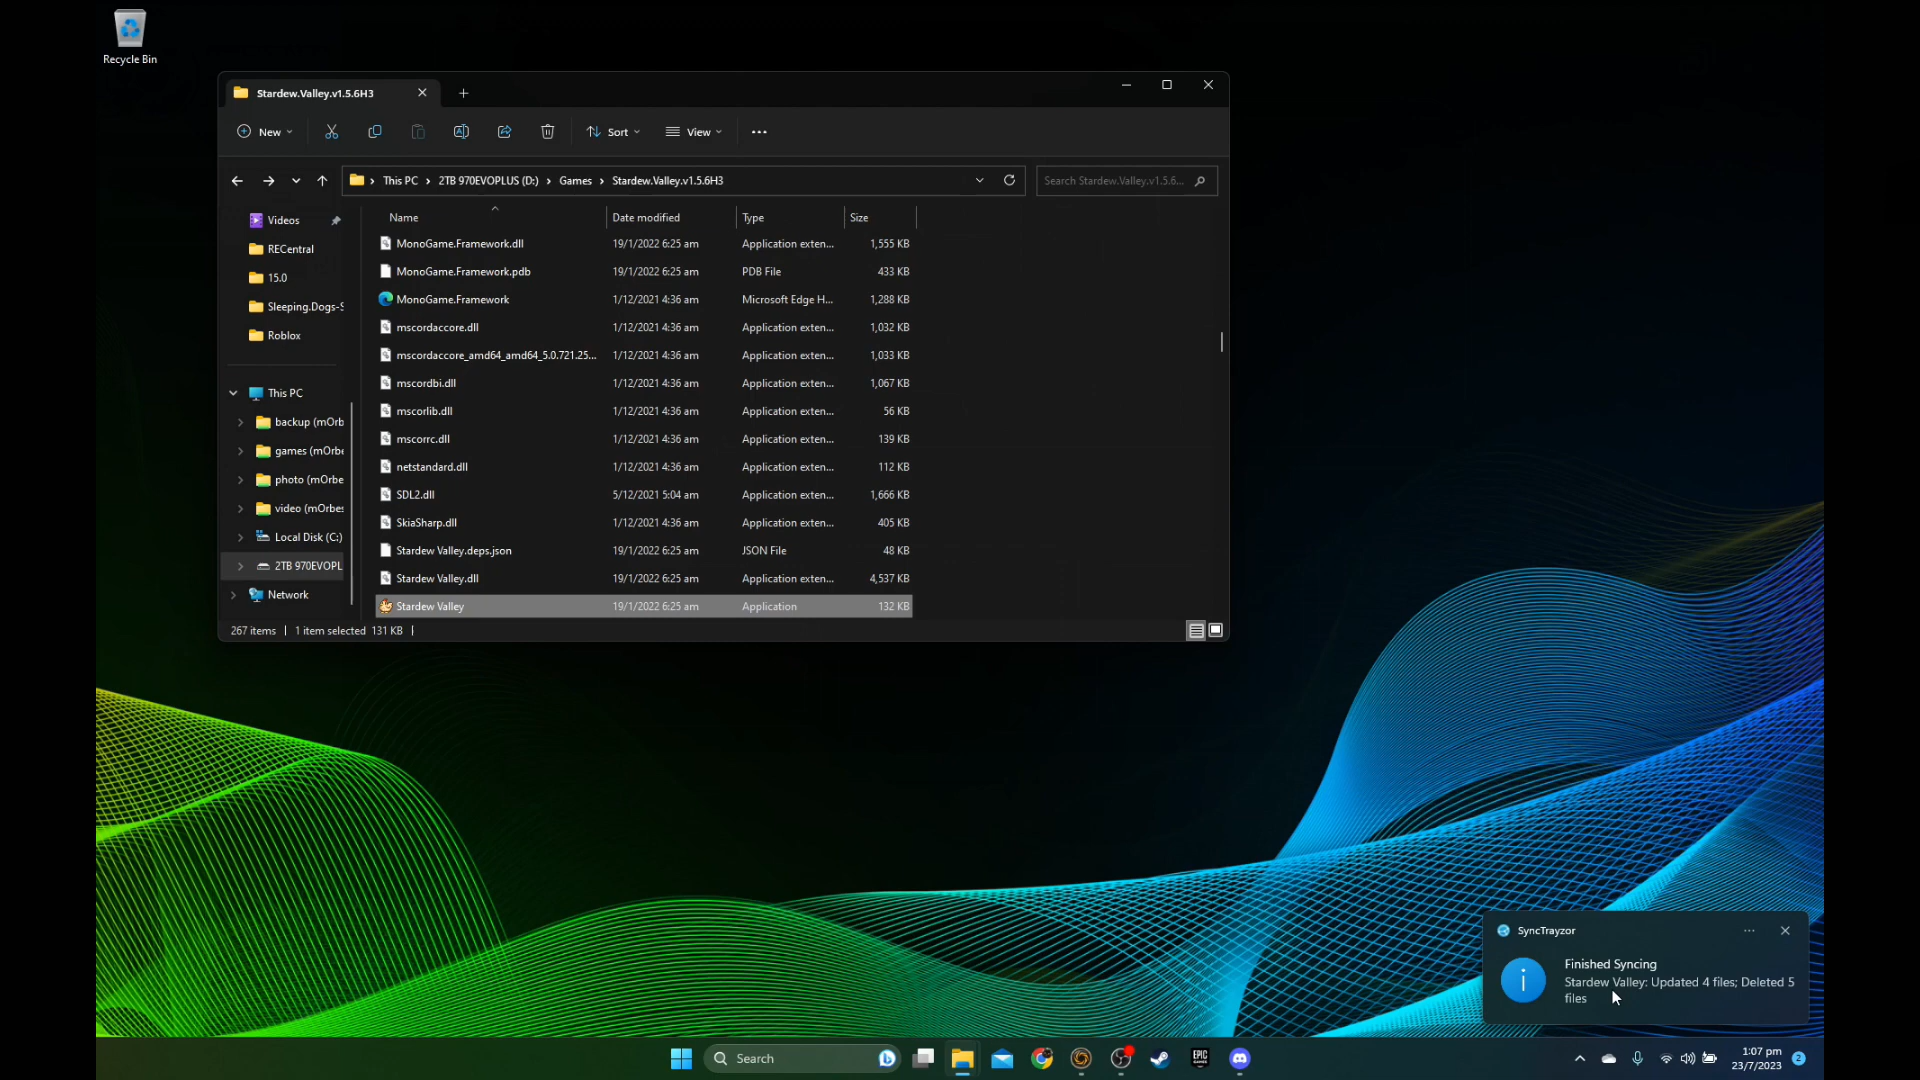 Recycle Bin
Stardew.Valley.v1.5.6H3
New
Sort
View
This PC
2TB 970EVOPLUS (D:)
Games
Stardew.Valley.v1.5.6H3
Search Stardew.Valley.v1.5.6...
Name Date modified Type Size
Videos
RECentral
15.0
Sleeping.Dogs-S
Roblox
This PC
backup (mOrb
games (mOrbe
photo (mOrbe
video (mOrbes
Local Disk (C:)
2TB 970EVOPL
Network
MonoGame.Framework.dll 19/1/2022 6:25 am Application exten... 1,555 KB
MonoGame.Framework.pdb 19/1/2022 6:25 am PDB File 433 KB
MonoGame.Framework 1/12/2021 4:36 am Microsoft Edge H... 1,288 KB
mscordaccore.dll 1/12/2021 4:36 am Application exten... 1,032 KB
mscordaccore_amd64_amd64_5.0.721.25... 1/12/2021 4:36 am Application exten... 1,033 KB
mscordbi.dll 1/12/2021 4:36 am Application exten... 1,067 KB
mscorlib.dll 1/12/2021 4:36 am Application exten... 56 KB
mscorrc.dll 1/12/2021 4:36 am Application exten... 139 KB
netstandard.dll 1/12/2021 4:36 am Application exten... 112 KB
SDL2.dll 5/12/2021 5:04 am Application exten... 1,666 KB
SkiaSharp.dll 1/12/2021 4:36 am Application exten... 405 KB
Stardew Valley.deps.json 19/1/2022 6:25 am JSON File 48 KB
Stardew Valley.dll 19/1/2022 6:25 am Application exten... 4,537 KB
Stardew Valley 19/1/2022 6:25 am Application 132 KB
267 items 1 item selected 131 KB
SyncTrayzor
Finished Syncing
Stardew Valley: Updated 4 files; Deleted 5
files
Search
EPIC
GAMES
1:07 pm
23/7/2023
2